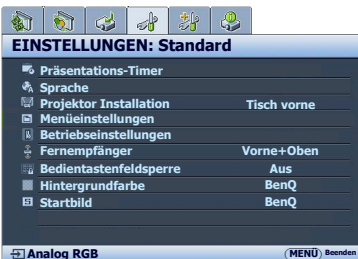 EINSTELLUNGEN: Standard
Präsentations-Timer
Sprache
Projektor Installation Tisch vorne
Menüeinstellungen
Betriebseinstellungen
Fernempfänger Vorne+Oben
Bedientastenfeldsperre Aus
Hintergrundfarbe BenQ
Startbild BenQ
Analog RGB MENÜ Beenden